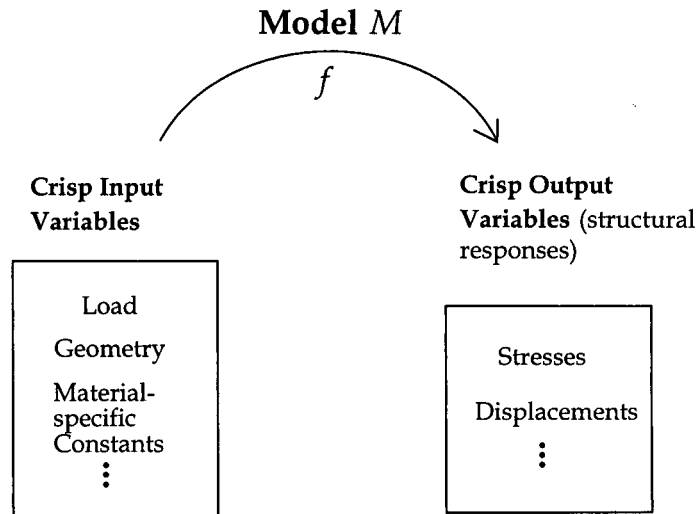 Model M
f
Crisp Input
Variables
Load
Geometry
Material-
specific
Constants
Crisp Output
Variables (structural
responses)
Stresses
Displacements